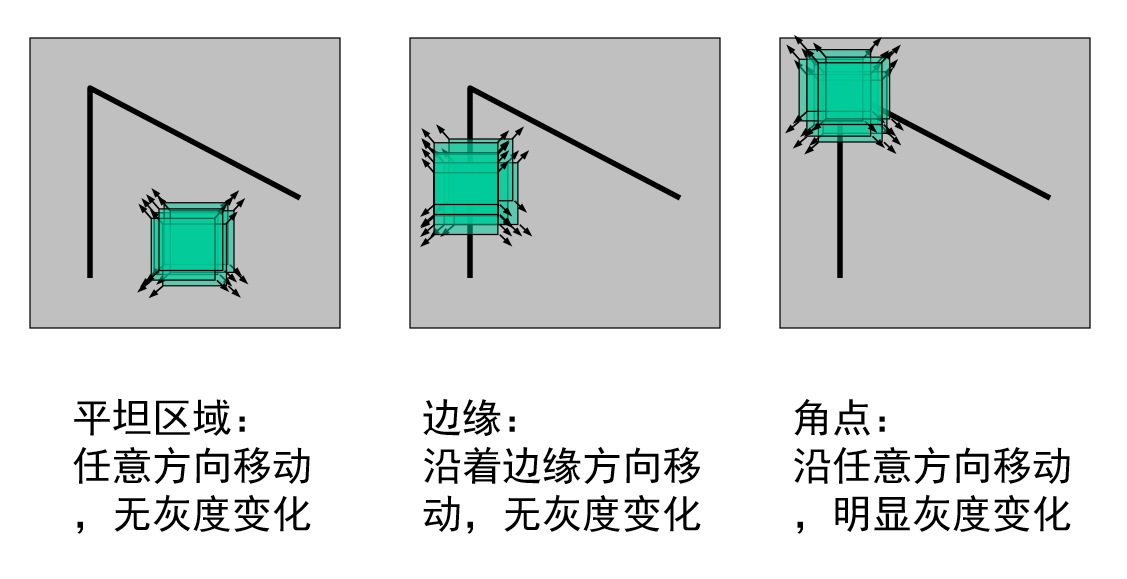 平坦区域：
任意方向移动
，无灰度变化
边缘：
沿着边缘方向移
动，无灰度变化
角点：
沿任意方向移动
，明显灰度变化